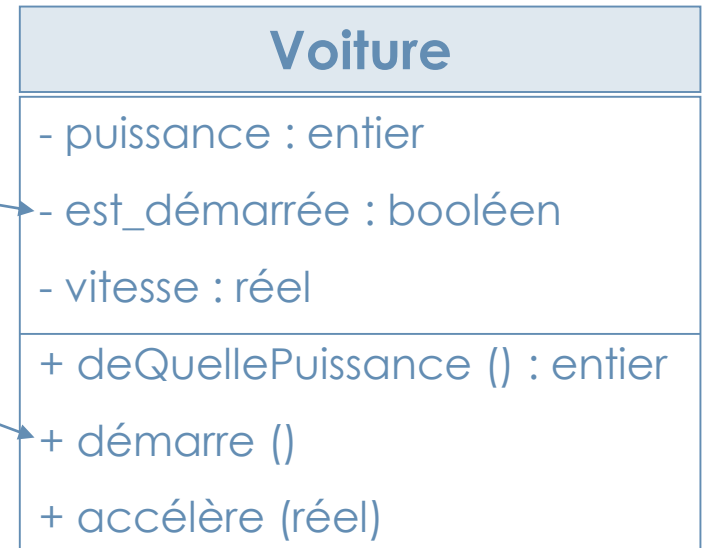 Voiture
- puissance : entier
- est_démarrée : booléen
- vitesse : réel
+ deQuellePuissance () : entier
+ démarre ()
+ accélère (réel)